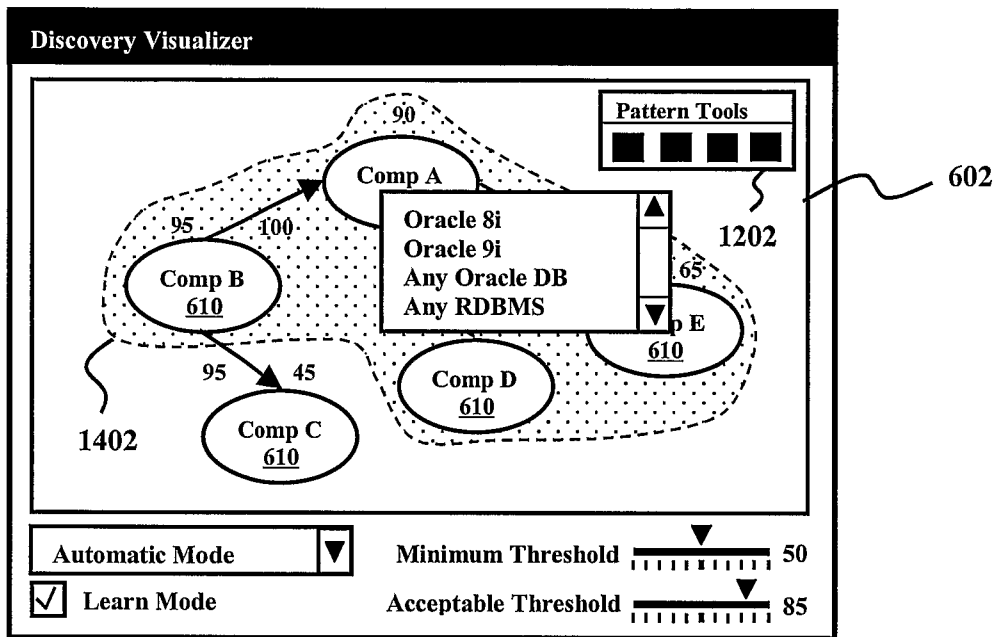 Discovery Visualizer
90
Pattern Tools
Comp A
602
95
100
Oracle 8i
Oracle 9i
Any Oracle DB
Any RDBMS
1202
65
Comp B
610
p E
610
95
45
Comp D
610
1402
Comp C
610
Automatic Mode
Minimum Threshold
50
Learn Mode
Acceptable Threshold
85